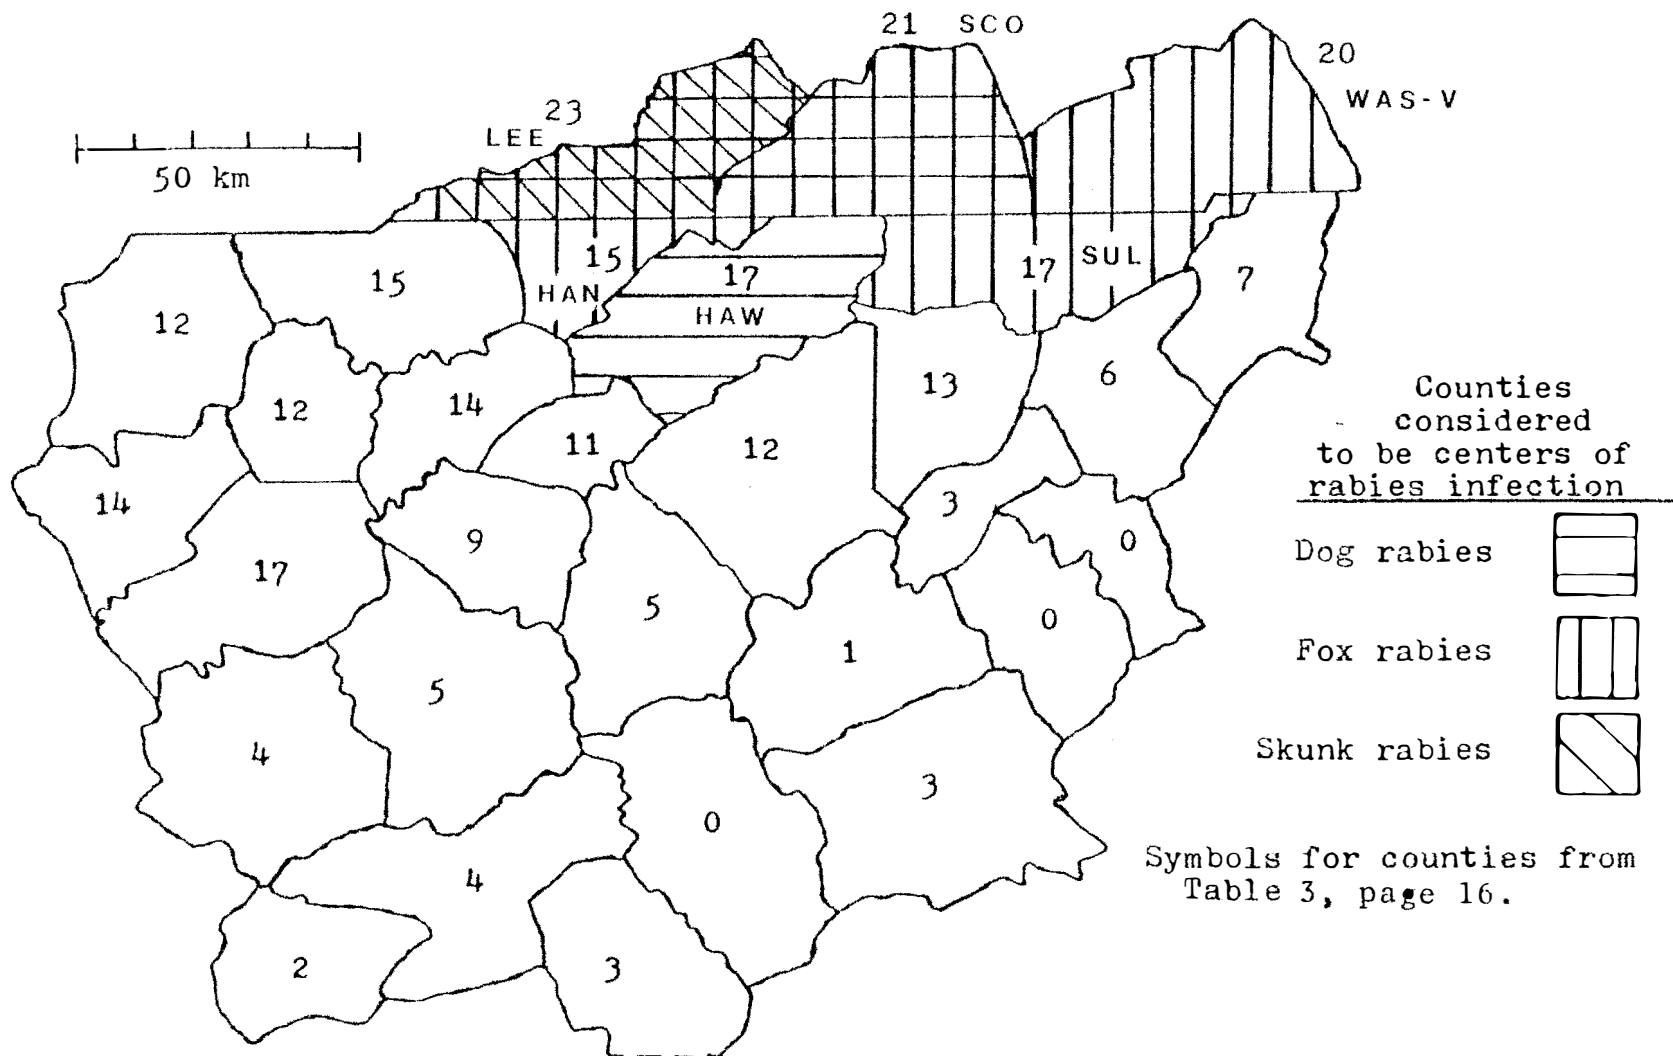 21 SCO
20
WAS-V
23
LEE
50 km
15
17
17
SUL
7
15
HAN
HAW
12
13
6
12
14
11
12
14
3
9
0
17
5
0
1
5
4
3
0
4
2
3
Counties
considered
to be centers of
rabies infection
Dog rabies
Fox rabies
Skunk rabies
Symbols for counties from
Table 3, page 16.